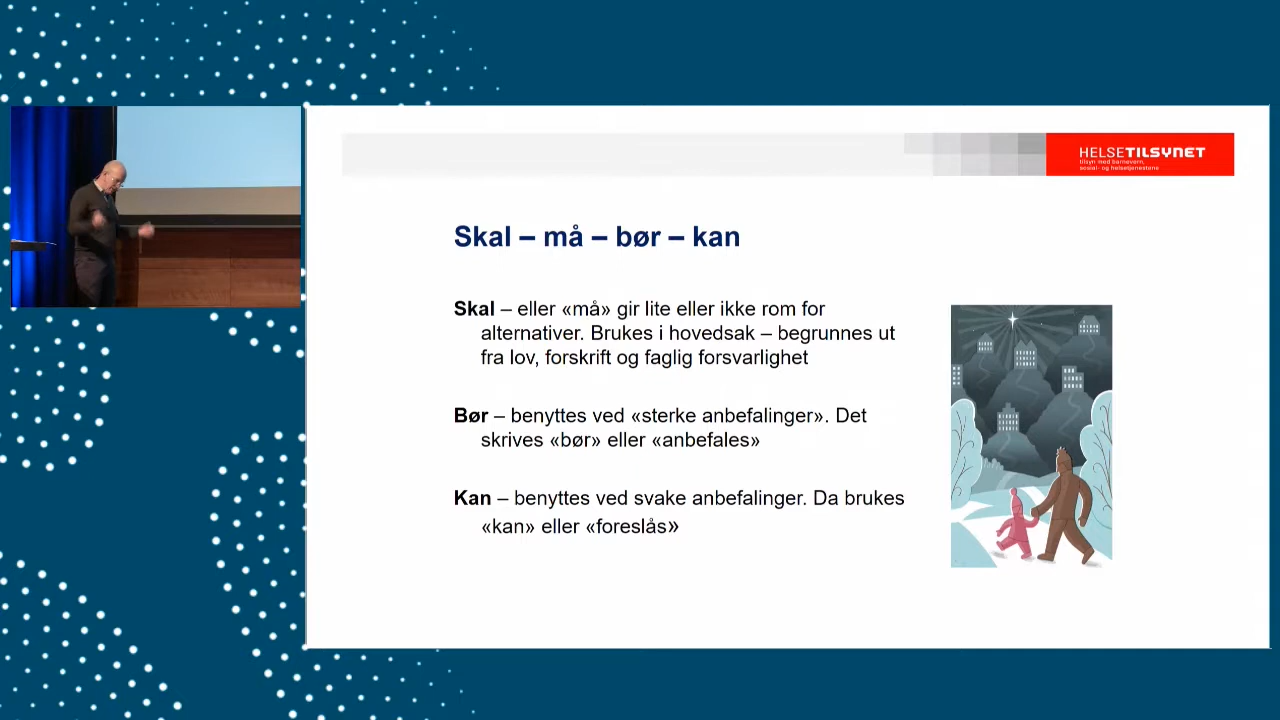 HELSETILSYNET
tilsyn med barnevern,
sosial- og helsetjenestene
Skal – må – bør – kan
Skal – eller «må» gir lite eller ikke rom for
alternativer. Brukes i hovedsak – begrunnes ut
fra lov, forskrift og faglig forsvarlighet
Bør – benyttes ved «sterke anbefalinger». Det
skrives «bør» eller «anbefales»
Kan – benyttes ved svake anbefalinger. Da brukes
«kan» eller «foreslås»